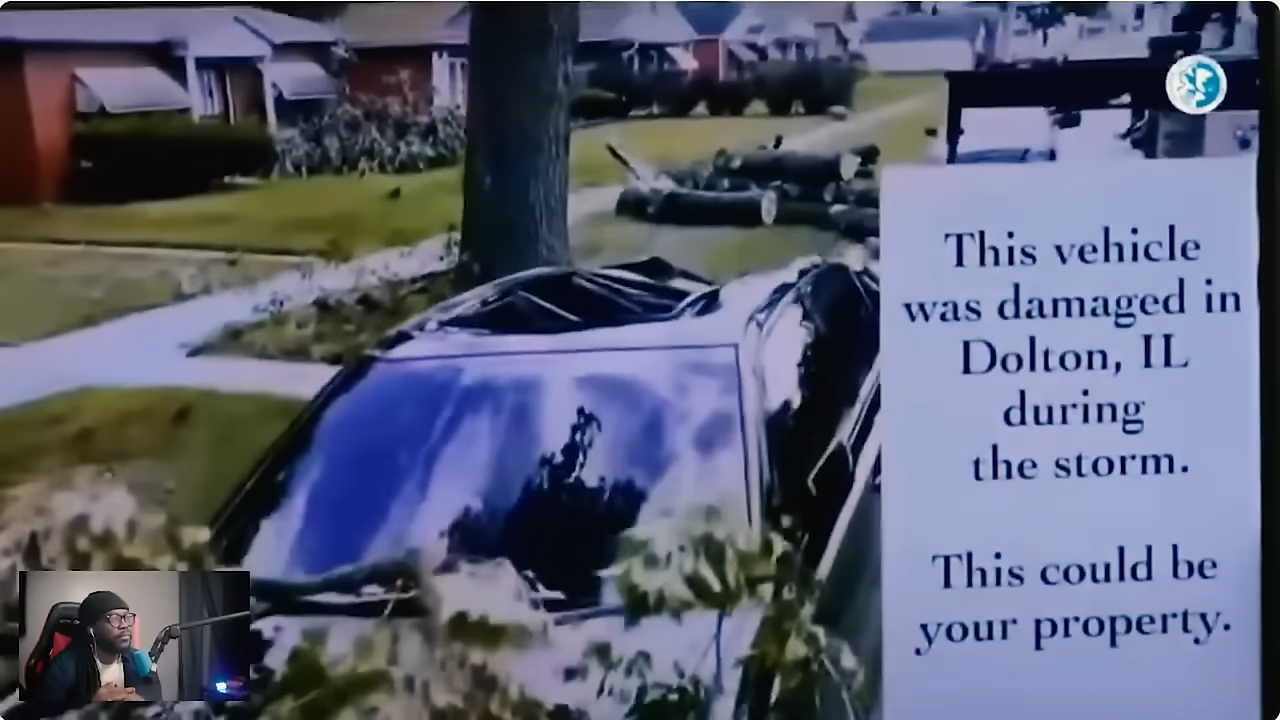 This vehicle
was damaged in
Dolton, IL
during
the storm.
This could be
your property.